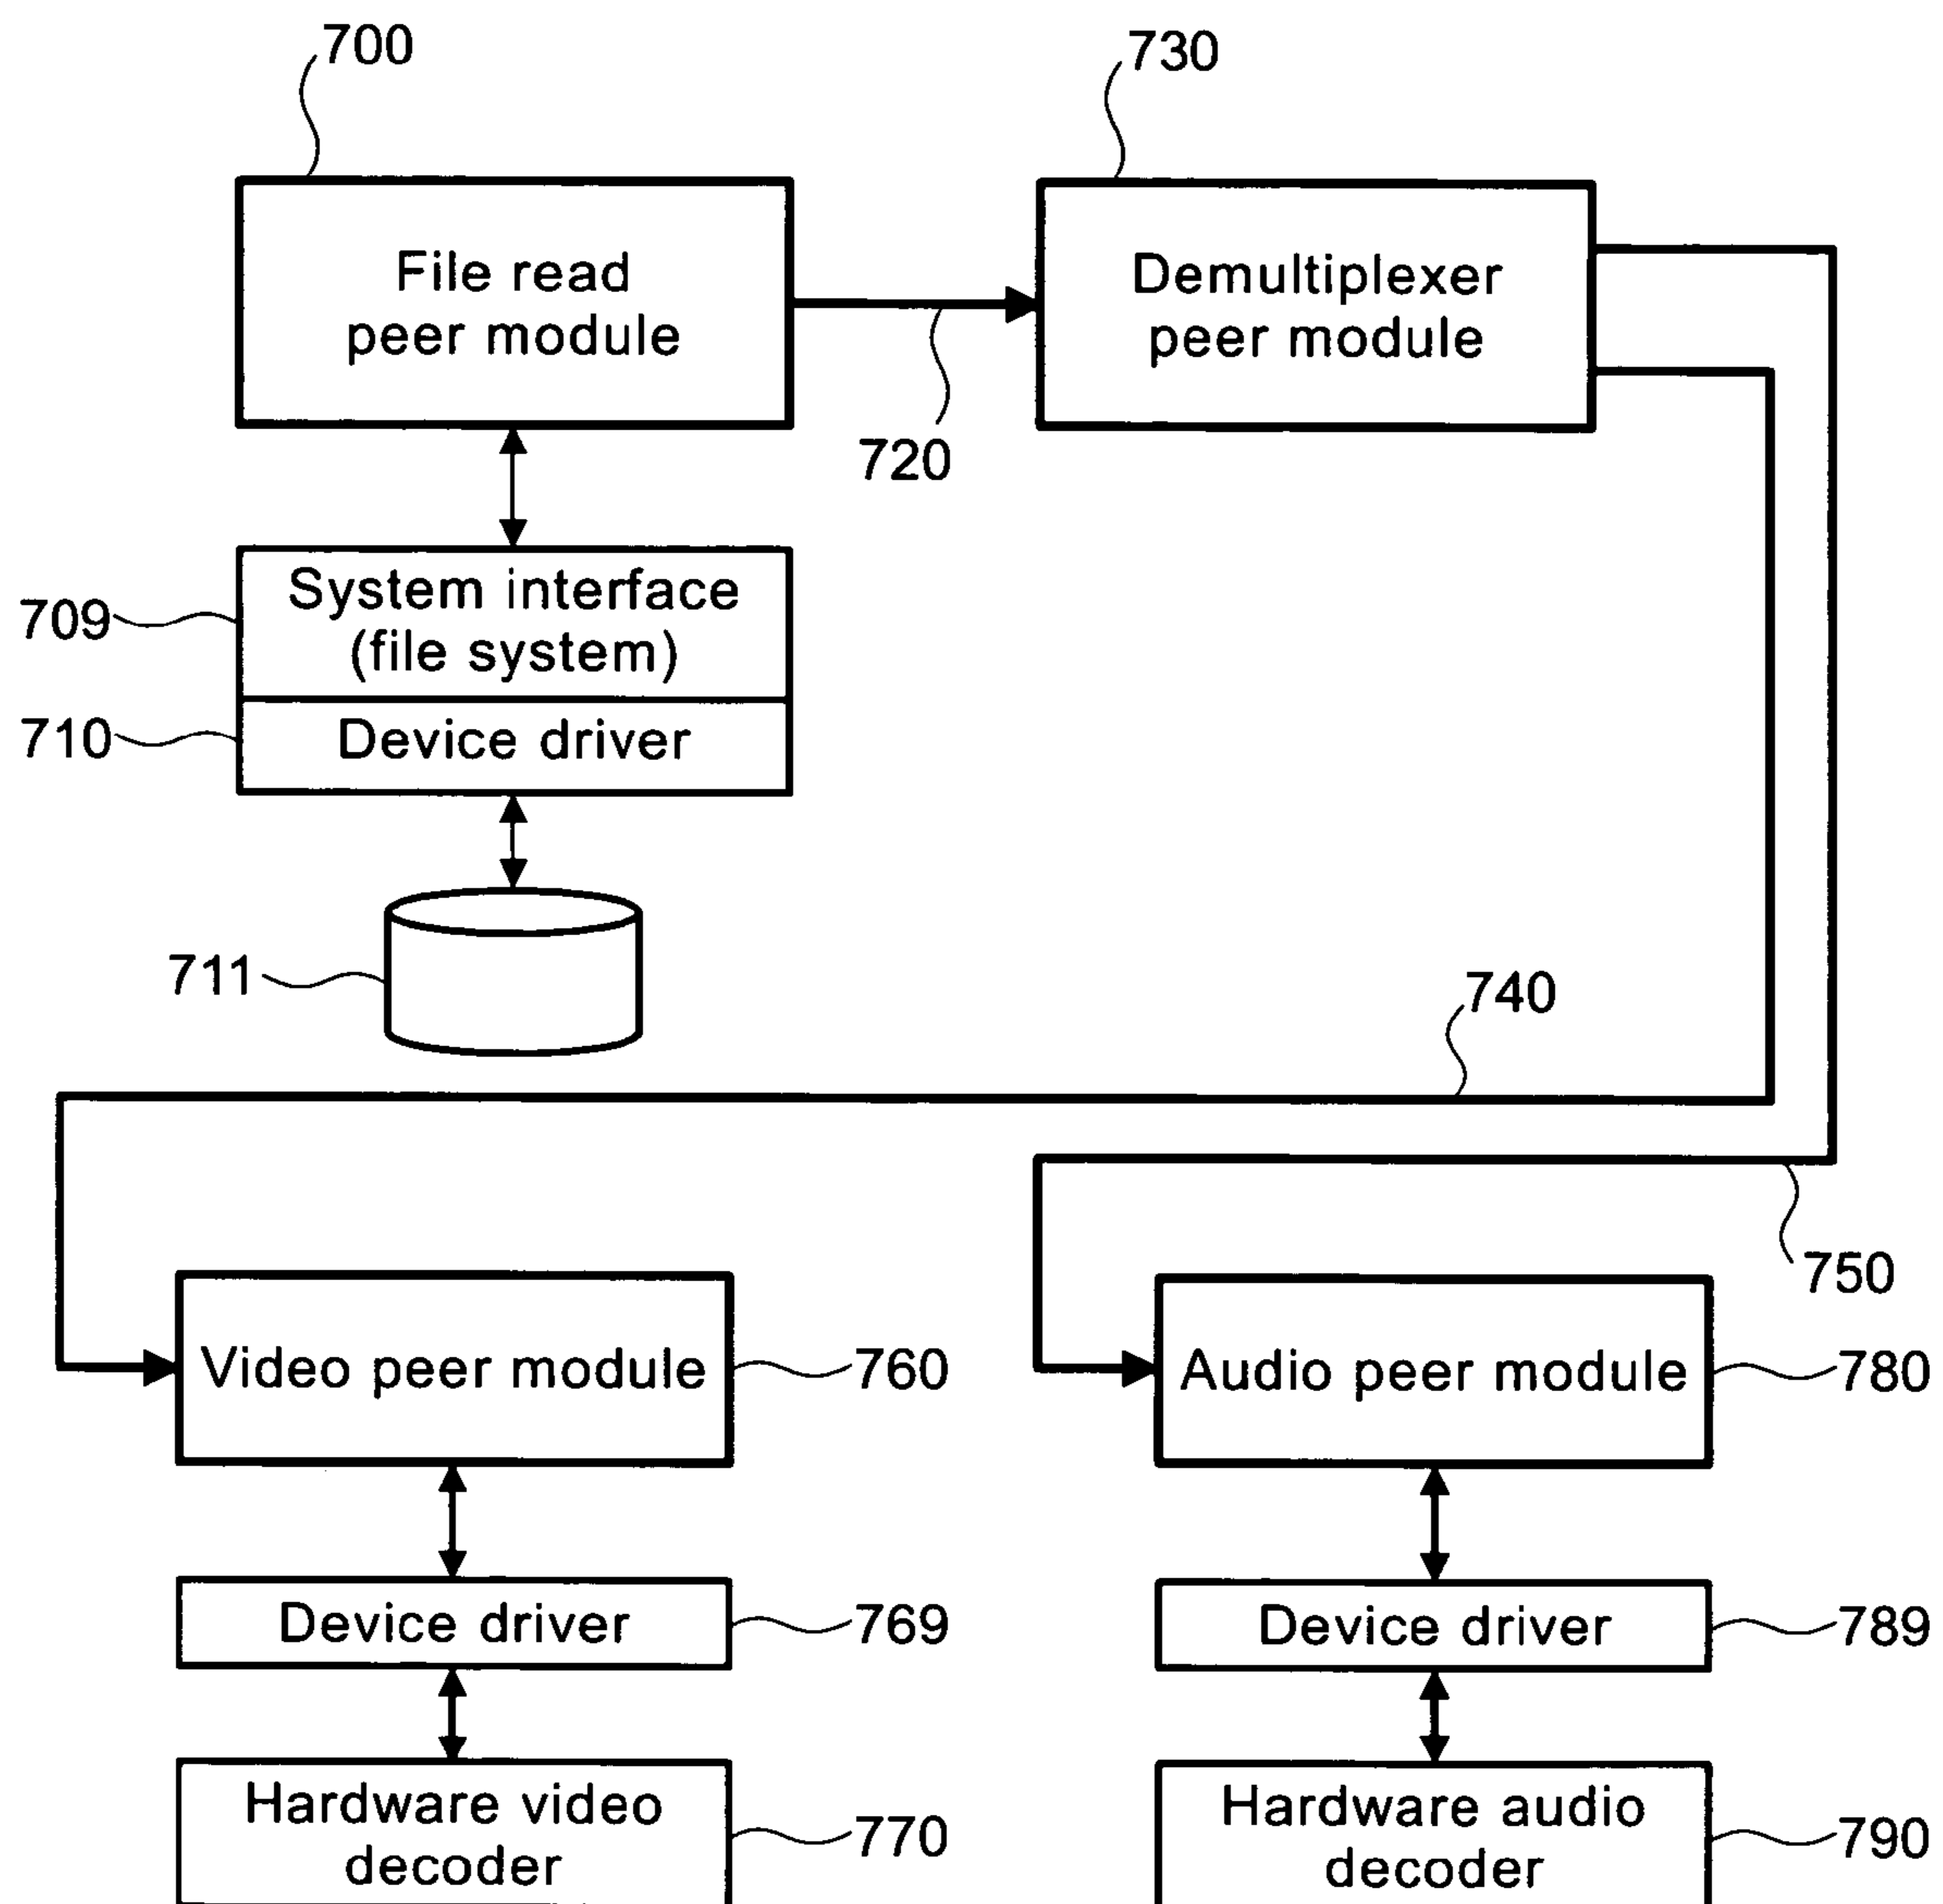 700
730
File read
peer module
Demultiplexer
peer module
720
709
System interface
(file system)
710
Device driver
711
740
750
Video peer module
760
Audio peer module
780
Device driver
769
Device driver
789
Hardware video
decoder
770
Hardware audio
decoder
790